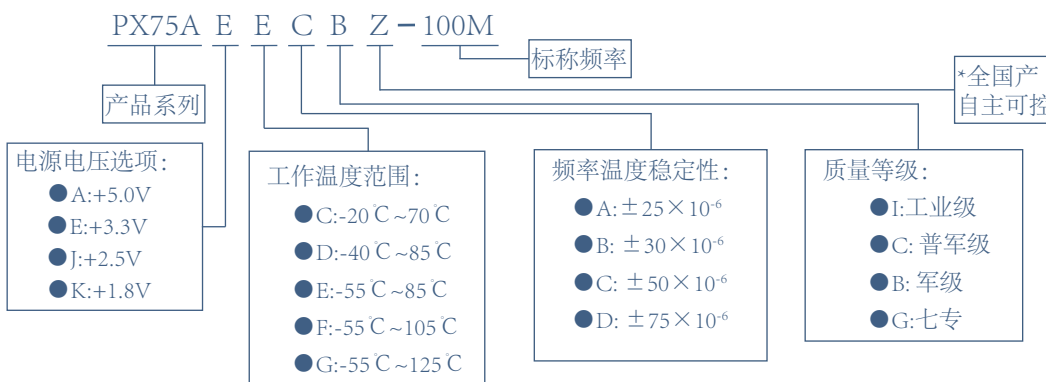 PX75A E E C B Z-100M
标称频率
*全国产
自主可控
产品系列
电源电压选项:
●A:+5.0V
●E:+3.3V
●J:+2.5V
●K:+1.8V
工作温度范围:
●C:-20℃~70℃
●D:-40℃~85℃
●E:-55℃~85℃
●F:-55℃~105℃
●G:-55℃~125℃
频率温度稳定性:
●A:±25×10⁻⁶
●B: ±30×10⁻⁶
●C: ±50×10⁻⁶
●D: ±75×10⁻⁶
质量等级:
●I:工业级
●C: 普军级
●B: 军级
●G:七专